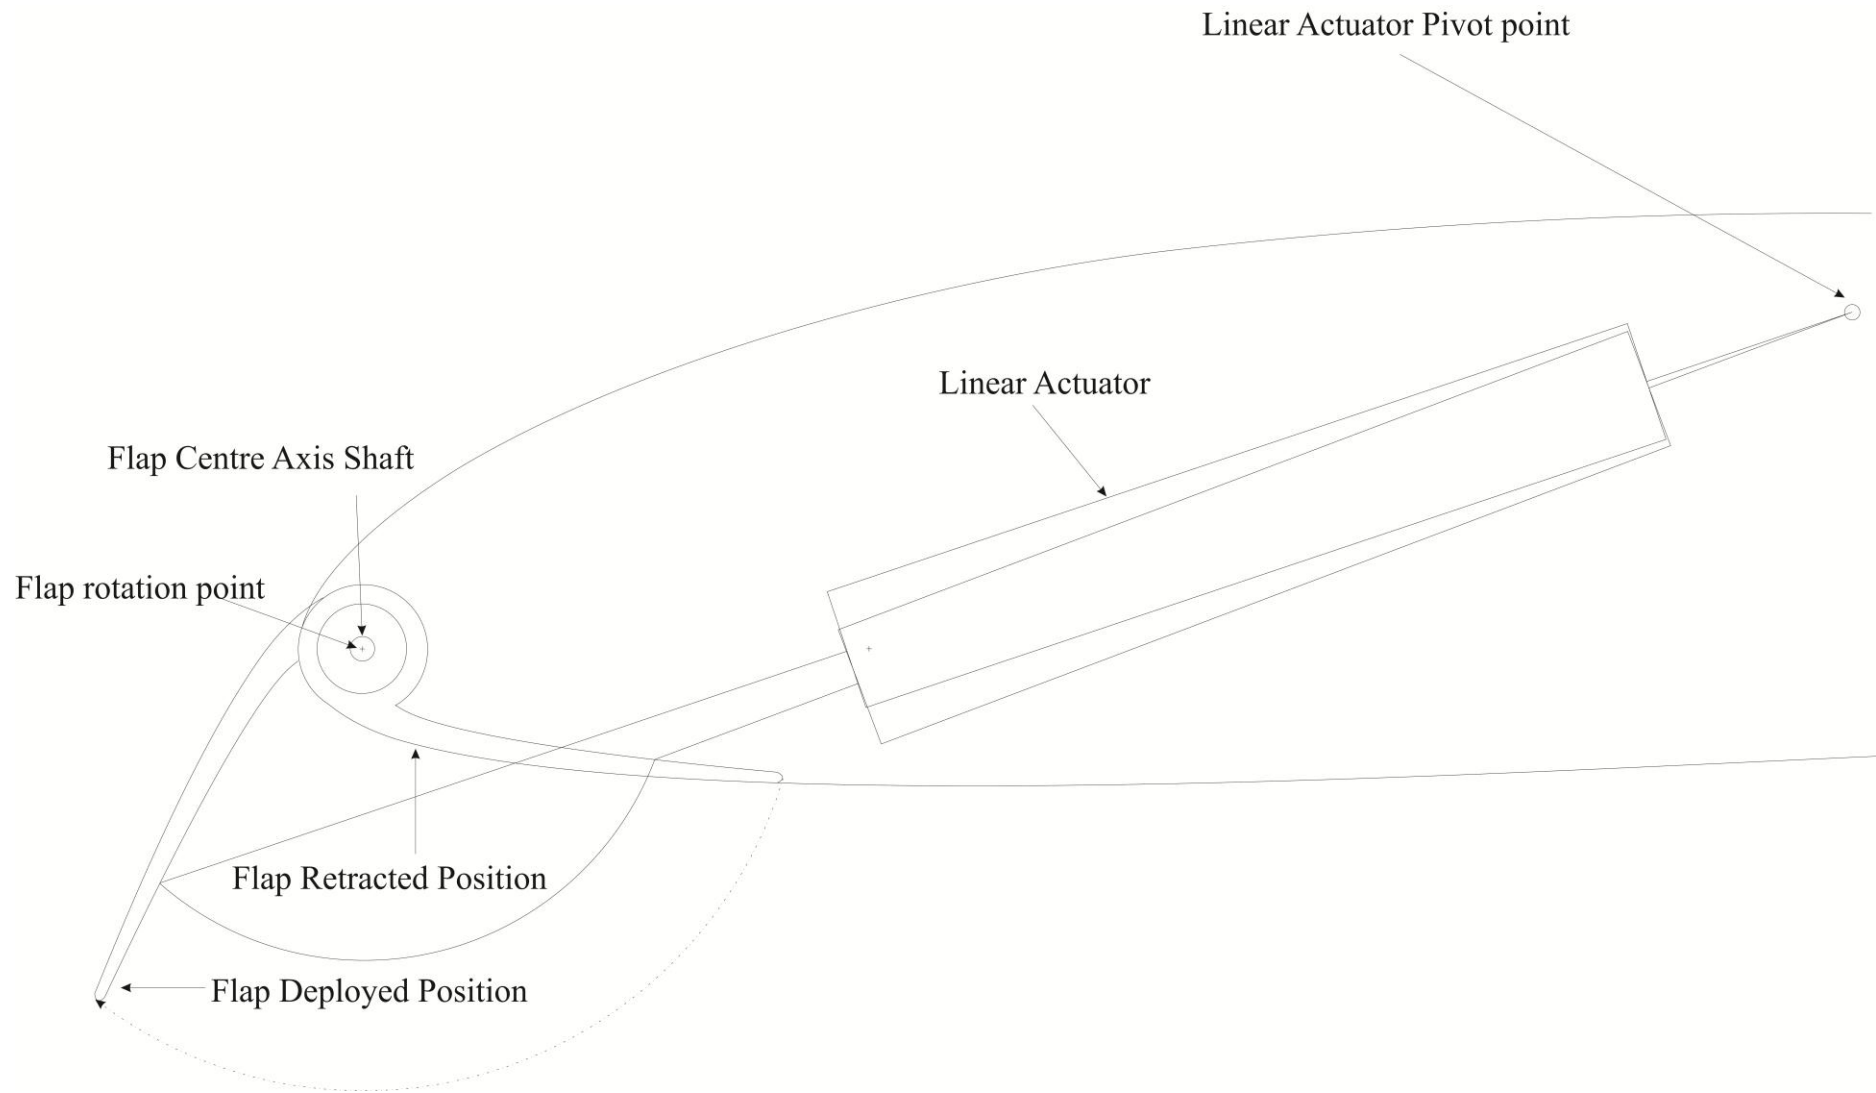 Linear Actuator Pivot point
Linear Actuator
Flap Centre Axis Shaft
Flap rotation point
Flap Retracted Position
Flap Deployed Position